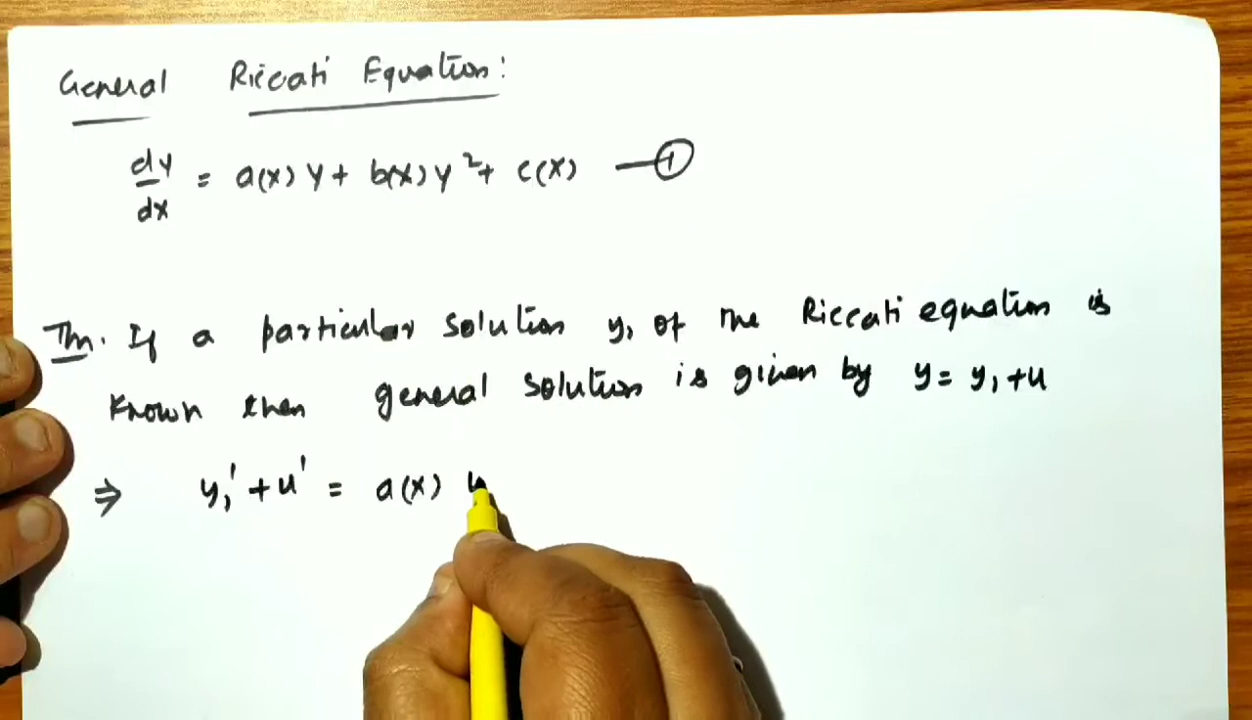 General Riccati Equation:
dy/dx = a(x) y + b(x) y² + c(x) —①
Th. If a particular solution y₁ of the Riccati equation is
known then general solution is given by y = y₁ + u
⇒ y₁' + u' = a(x) y